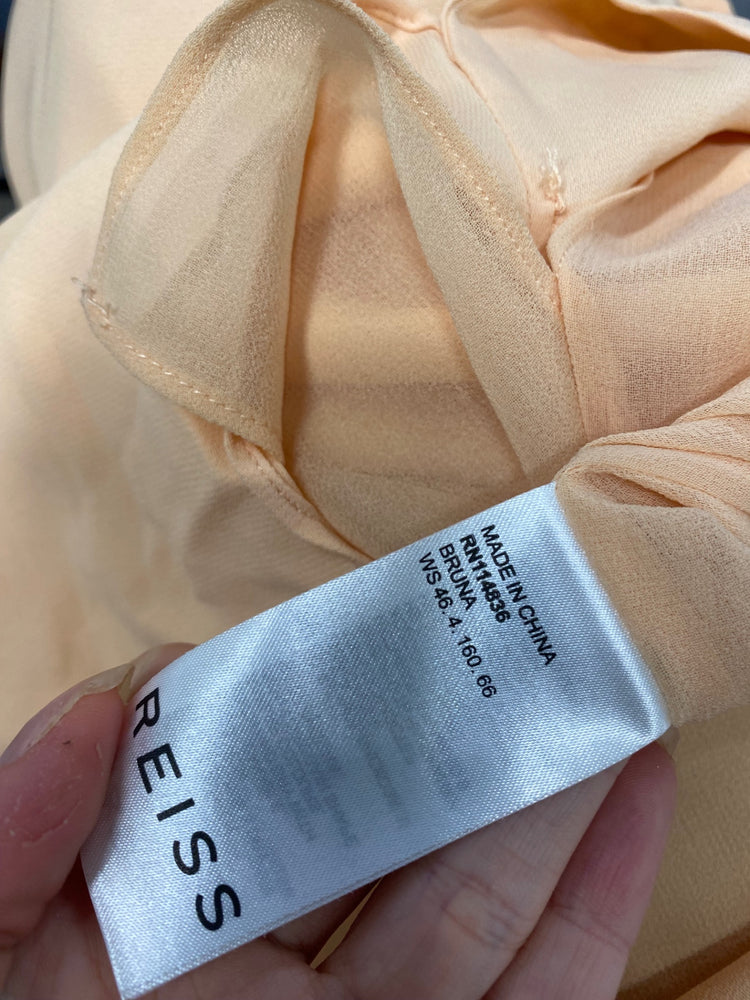 MADE IN CHINA
RN114836
BRUNA
WS 46. 4. 160. 66
REISS